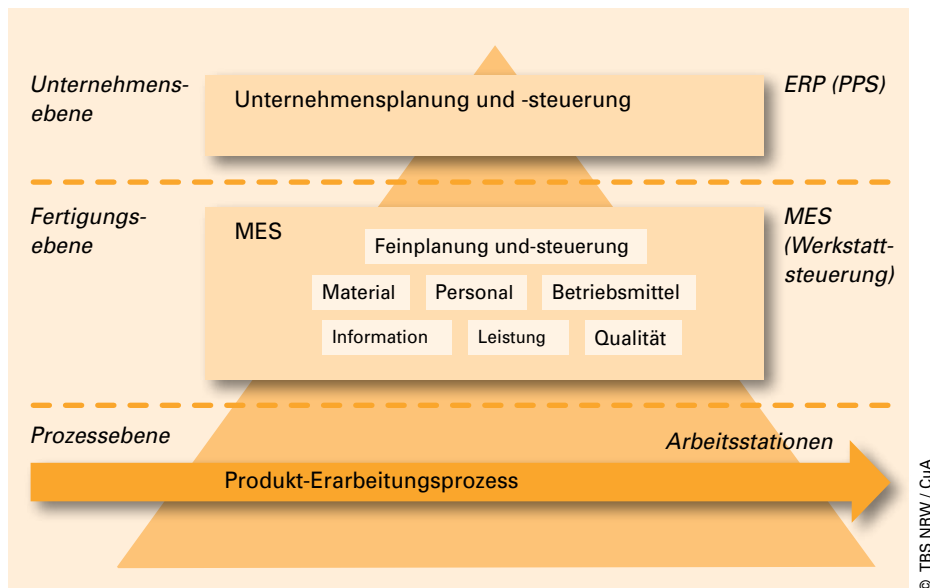 Unternehmens-
ebene
Unternehmensplanung und -steuerung
ERP (PPS)
Fertigungs-
ebene
MES
Feinplanung und-steuerung
Material
Personal
Betriebsmittel
Information
Leistung
Qualität
MES
(Werkstatt-
steuerung)
Prozessebene
Arbeitsstationen
Produkt-Erarbeitungsprozess
© TBS NRW / CuA